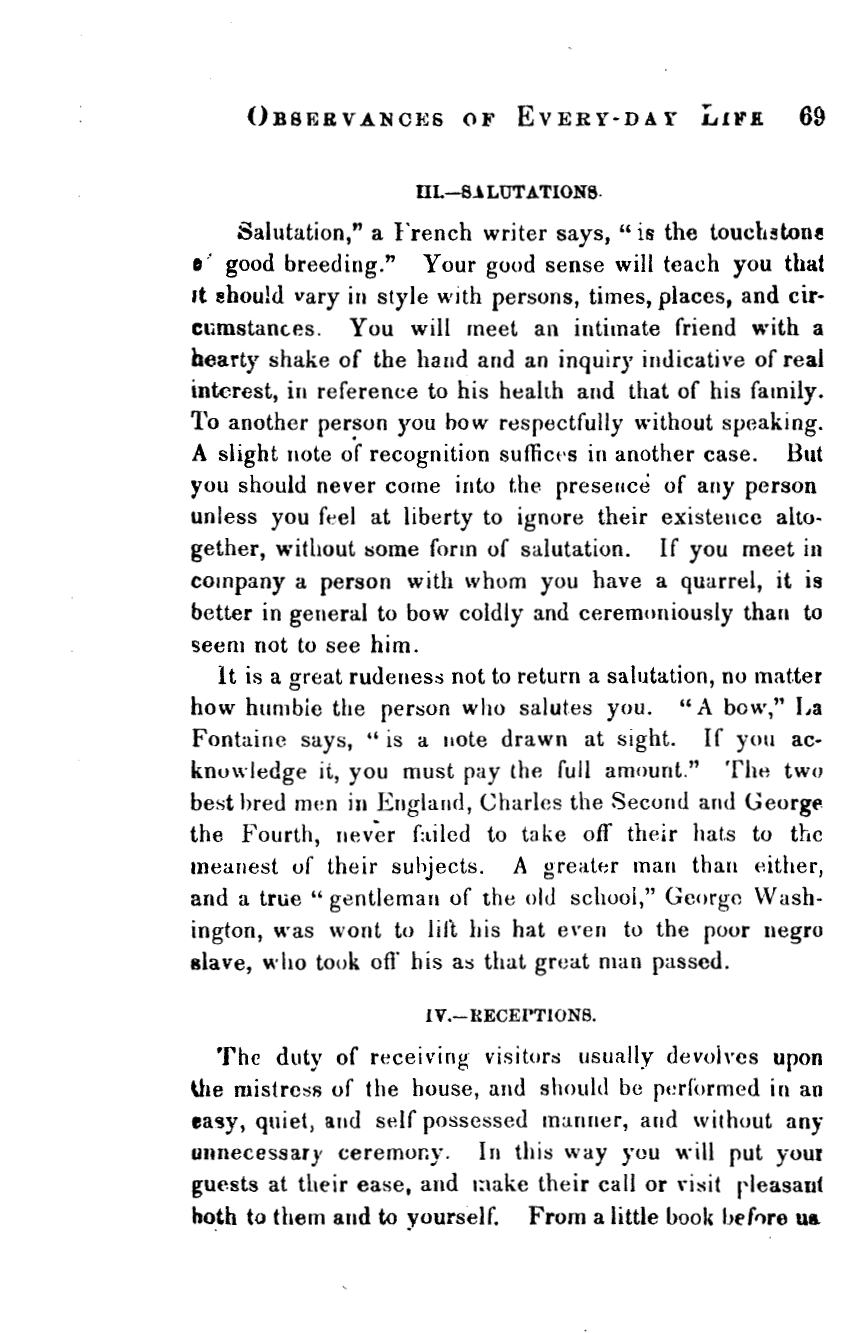 OBSERVANCES OF EVERY-DAY LIFE 69
III.—SALUTATIONS.
Salutation,” a French writer says, “ is the touchstone
o' good breeding.” Your good sense will teach you that
it should vary in style with persons, times, places, and cir-
cumstances. You will meet an intimate friend with a
hearty shake of the hand and an inquiry indicative of real
interest, in reference to his health and that of his family.
To another person you bow respectfully without speaking.
A slight note of recognition suffices in another case. But
you should never come into the presence of any person
unless you feel at liberty to ignore their existence alto-
gether, without some form of salutation. If you meet in
company a person with whom you have a quarrel, it is
better in general to bow coldly and ceremoniously than to
seem not to see him.
It is a great rudeness not to return a salutation, no matter
how humble the person who salutes you. “ A bow,” La
Fontaine says, “ is a note drawn at sight. If you ac-
knowledge it, you must pay the full amount.” The two
best bred men in England, Charles the Second and George
the Fourth, never failed to take off their hats to the
meanest of their subjects. A greater man than either,
and a true “ gentleman of the old school,” George Wash-
ington, was wont to lift his hat even to the poor negro
slave, who took off his as that great man passed.
IV.—RECEPTIONS.
The duty of receiving visitors usually devolves upon
the mistress of the house, and should be performed in an
easy, quiet, and self possessed manner, and without any
unnecessary ceremony. In this way you will put your
guests at their ease, and make their call or visit pleasant
both to them and to yourself. From a little book before us